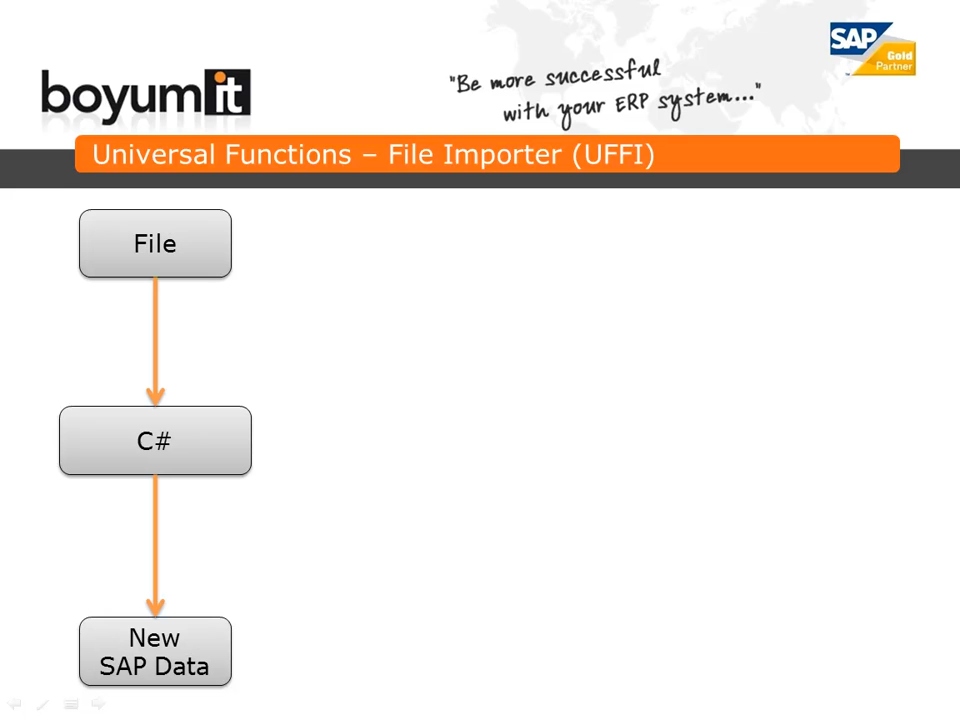 boyum it
"Be more successful
with your ERP system..."
SAP
Gold
Partner
Universal Functions – File Importer (UFFI)
File
C#
New
SAP Data